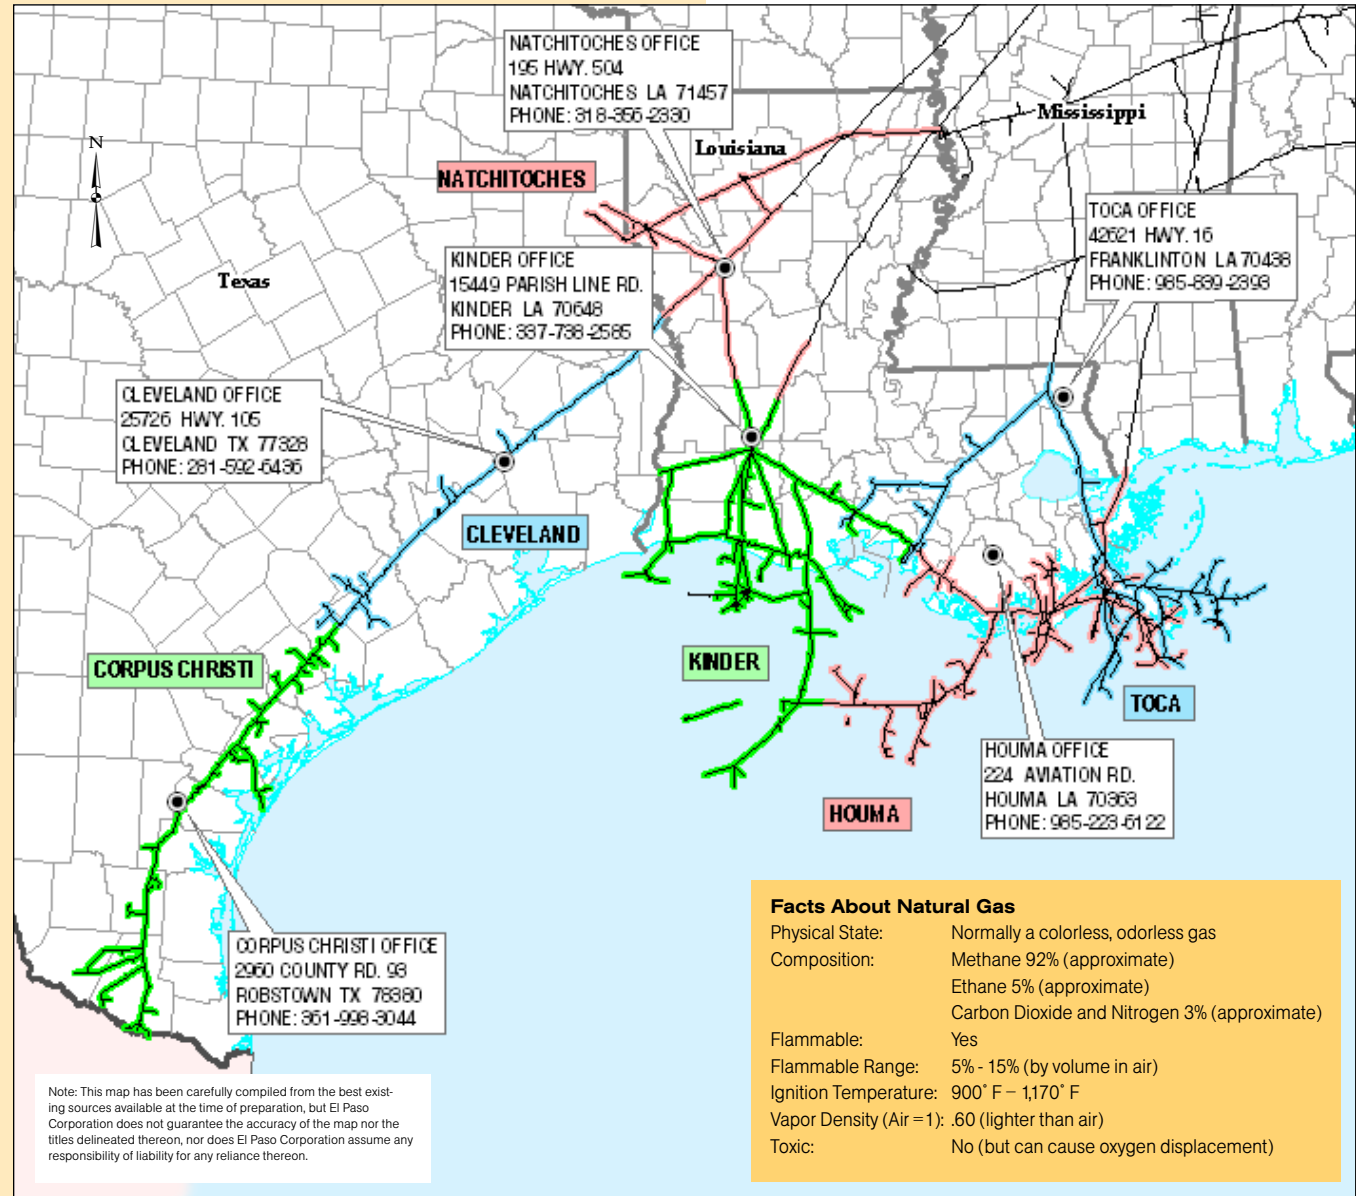 NATCHITOCHES OFFICE
195 HWY. 504
NATCHITOCHES LA 71457
PHONE: 318-356-2330
Mississippi
Louisiana
NATCHITOCHES
N
TOCA OFFICE
42621 HWY. 16
FRANKLINTON LA 70438
PHONE: 985-839-2393
KINDER OFFICE
15449 PARISH LINE RD.
KINDER LA 70648
PHONE: 337-738-2585
Texas
CLEVELAND OFFICE
25726 HWY. 105
CLEVELAND TX 77328
PHONE: 281-592-6436
CLEVELAND
CORPUS CHRISTI
KINDER
TOCA
HOUMA OFFICE
224 AVIATION RD.
HOUMA LA 70363
PHONE: 985-223-6122
HOUMA
CORPUS CHRISTI OFFICE
2960 COUNTY RD. 93
ROBSTOWN TX 78380
PHONE: 361-998-3044
Facts About Natural Gas
Physical State: Normally a colorless, odorless gas
Composition: Methane 92% (approximate)
Ethane 5% (approximate)
Carbon Dioxide and Nitrogen 3% (approximate)
Flammable: Yes
Flammable Range: 5% - 15% (by volume in air)
Ignition Temperature: 900˚ F – 1,170˚ F
Vapor Density (Air =1): .60 (lighter than air)
Toxic: No (but can cause oxygen displacement)
Note: This map has been carefully compiled from the best exist-
ing sources available at the time of preparation, but El Paso
Corporation does not guarantee the accuracy of the map nor the
titles delineated thereon, nor does El Paso Corporation assume any
responsibility of liability for any reliance thereon.